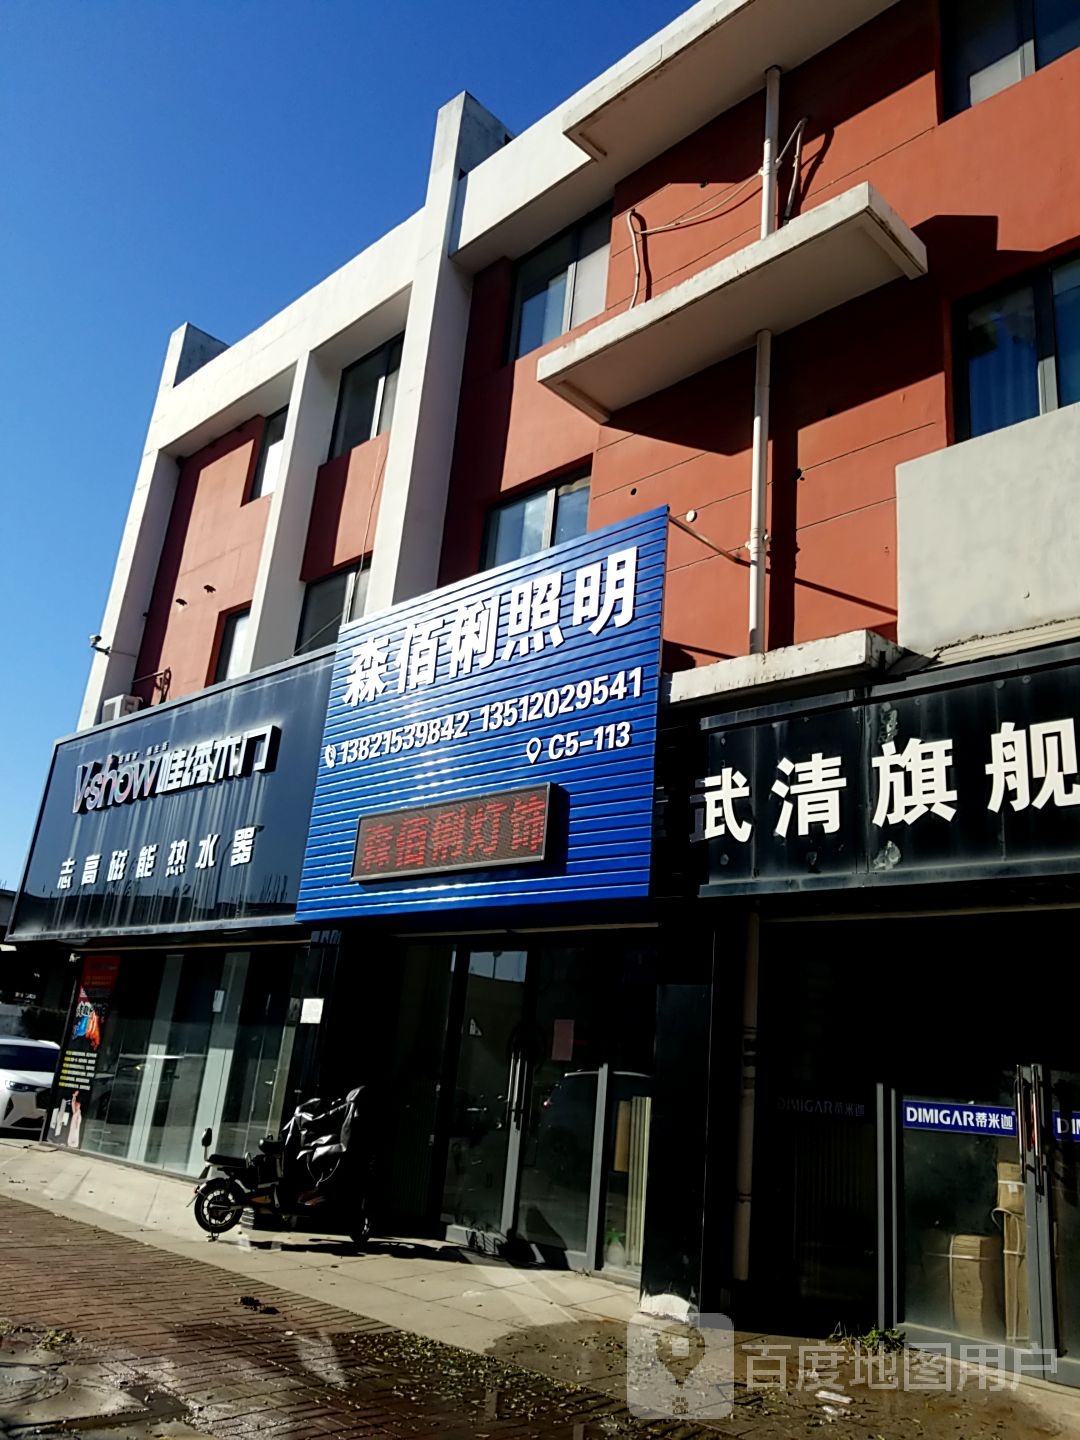 V·show唯绣木门
志高磁能热水器
森佰俐照明
13821539842 13512029541
C5-113
森佰俐灯饰
武清旗舰
DIMIGAR蒂米迦
DIMIGAR蒂米迦
DIM
百度地图用户